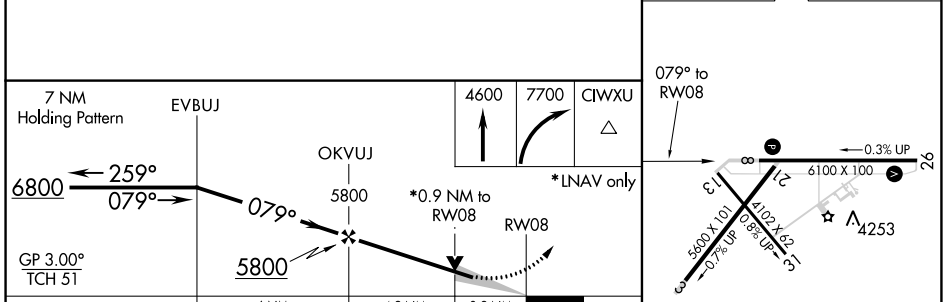 7 NM
Holding Pattern
EVBUJ
4600
7700
CIWXU
OKVUJ
5800
*LNAV only
*0.9 NM to
RW08
RW08
6800
259°
079°
079°
5800
GP 3.00°
TCH 51
079° to
RW08
P
8
0.3% UP
26
6100 X 100
V
21
13
4102 X 62
0.8% UP
5600 X 101
0.7% UP
31
3
4253